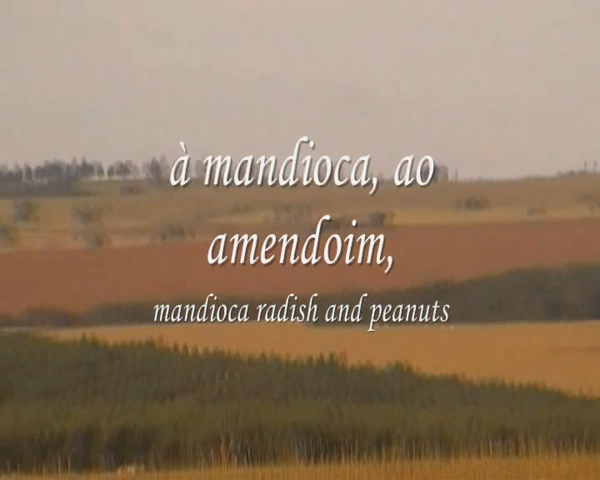 à mandioca, ao
amendoim,
mandioca radish and peanuts